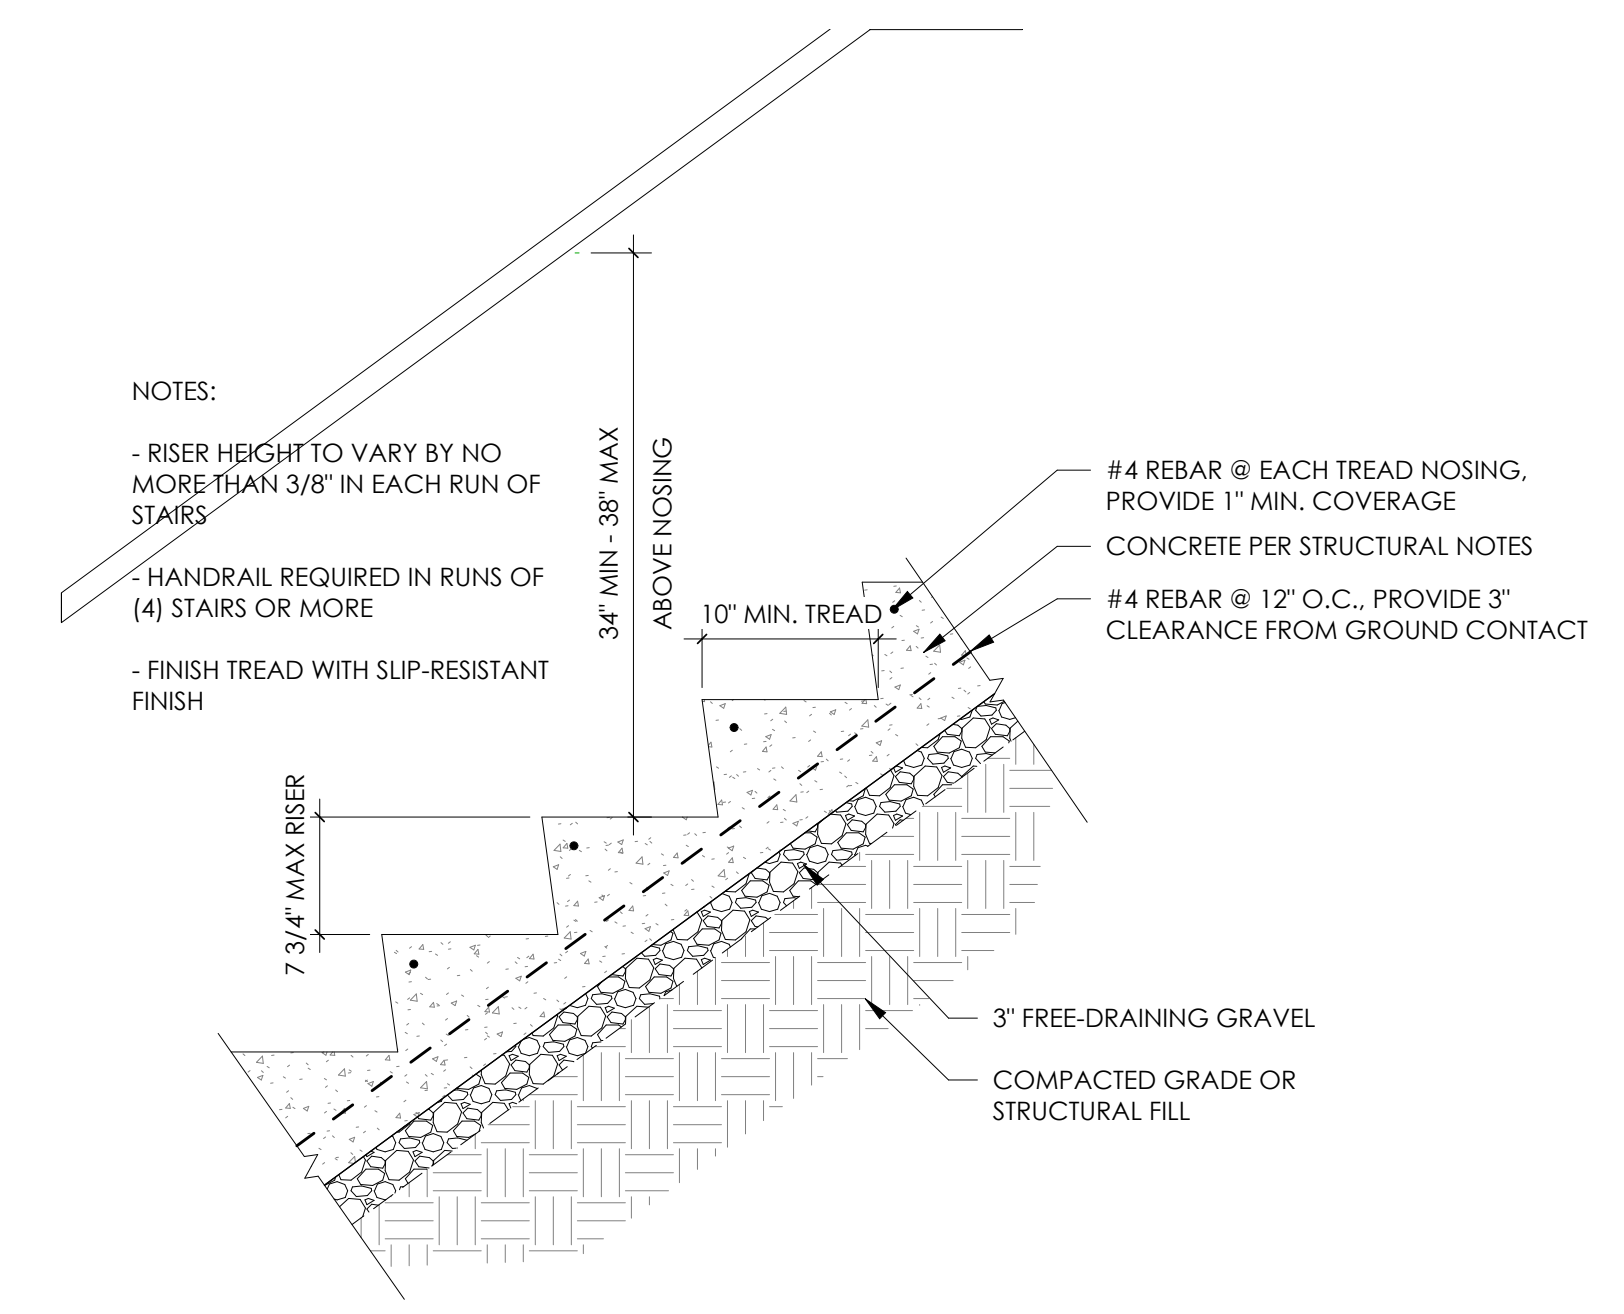 NOTES:
- RISER HEIGHT TO VARY BY NO
MORE THAN 3/8" IN EACH RUN OF
STAIRS
- HANDRAIL REQUIRED IN RUNS OF
(4) STAIRS OR MORE
- FINISH TREAD WITH SLIP-RESISTANT
FINISH
34" MIN - 38" MAX
ABOVE NOSING
10" MIN. TREAD
7 3/4" MAX RISER
#4 REBAR @ EACH TREAD NOSING,
PROVIDE 1" MIN. COVERAGE
CONCRETE PER STRUCTURAL NOTES
#4 REBAR @ 12" O.C., PROVIDE 3"
CLEARANCE FROM GROUND CONTACT
3" FREE-DRAINING GRAVEL
COMPACTED GRADE OR
STRUCTURAL FILL